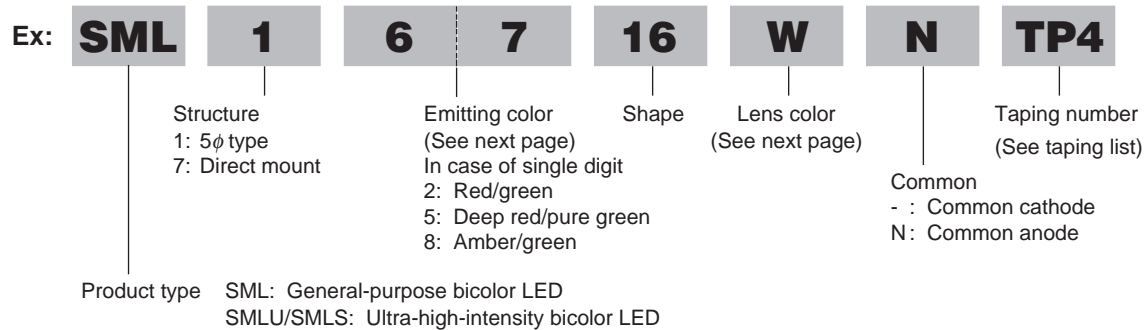 Ex: SML 1 6 7 16 W N TP4
Structure
1: 5ϕ type
7: Direct mount
Emitting color
(See next page)
In case of single digit
2: Red/green
5: Deep red/pure green
8: Amber/green
Shape
Lens color
(See next page)
Common
- : Common cathode
N: Common anode
Taping number
(See taping list)
Product type SML: General-purpose bicolor LED
SMLU/SMLS: Ultra-high-intensity bicolor LED